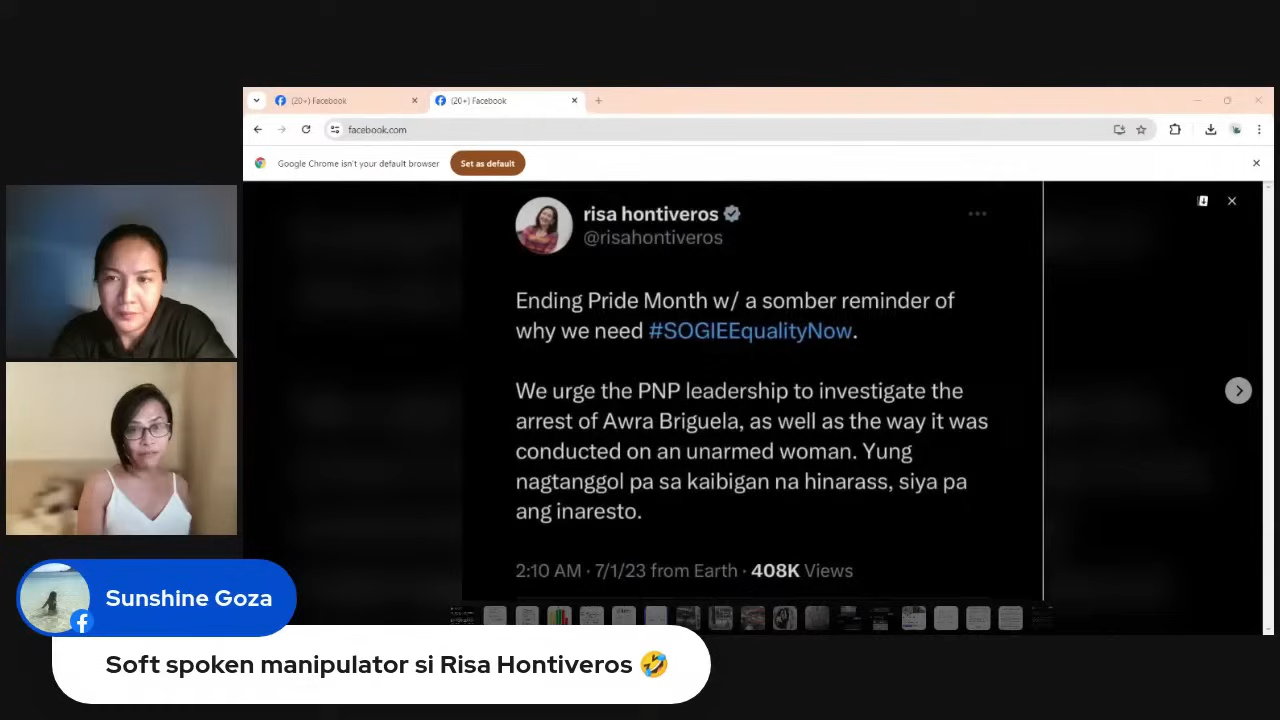 (20+) Facebook
(20+) Facebook
facebook.com
Google Chrome isn't your default browser
Set as default
risa hontiveros
@risahontiveros
Ending Pride Month w/ a somber reminder of
why we need #SOGIEEqualityNow.
We urge the PNP leadership to investigate the
arrest of Awra Briguela, as well as the way it was
conducted on an unarmed woman. Yung
nagtanggol pa sa kaibigan na hinarass, siya pa
ang inaresto.
2:10 AM · 7/1/23 from Earth · 408K Views
Sunshine Goza
Soft spoken manipulator si Risa Hontiveros 🤣